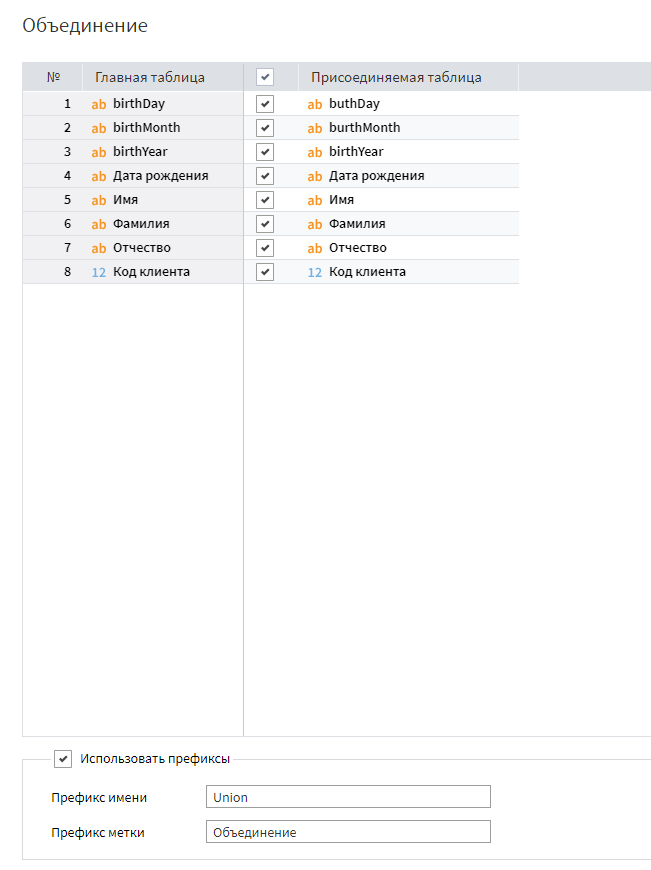 Объединение
№ Главная таблица Присоединяемая таблица
1 ab birthDay ab buthDay
2 ab birthMonth ab burthMonth
3 ab birthYear ab birthYear
4 ab Дата рождения ab Дата рождения
5 ab Имя ab Имя
6 ab Фамилия ab Фамилия
7 ab Отчество ab Отчество
8 12 Код клиента 12 Код клиента
Использовать префиксы
Префикс имени Union
Префикс метки Объединение